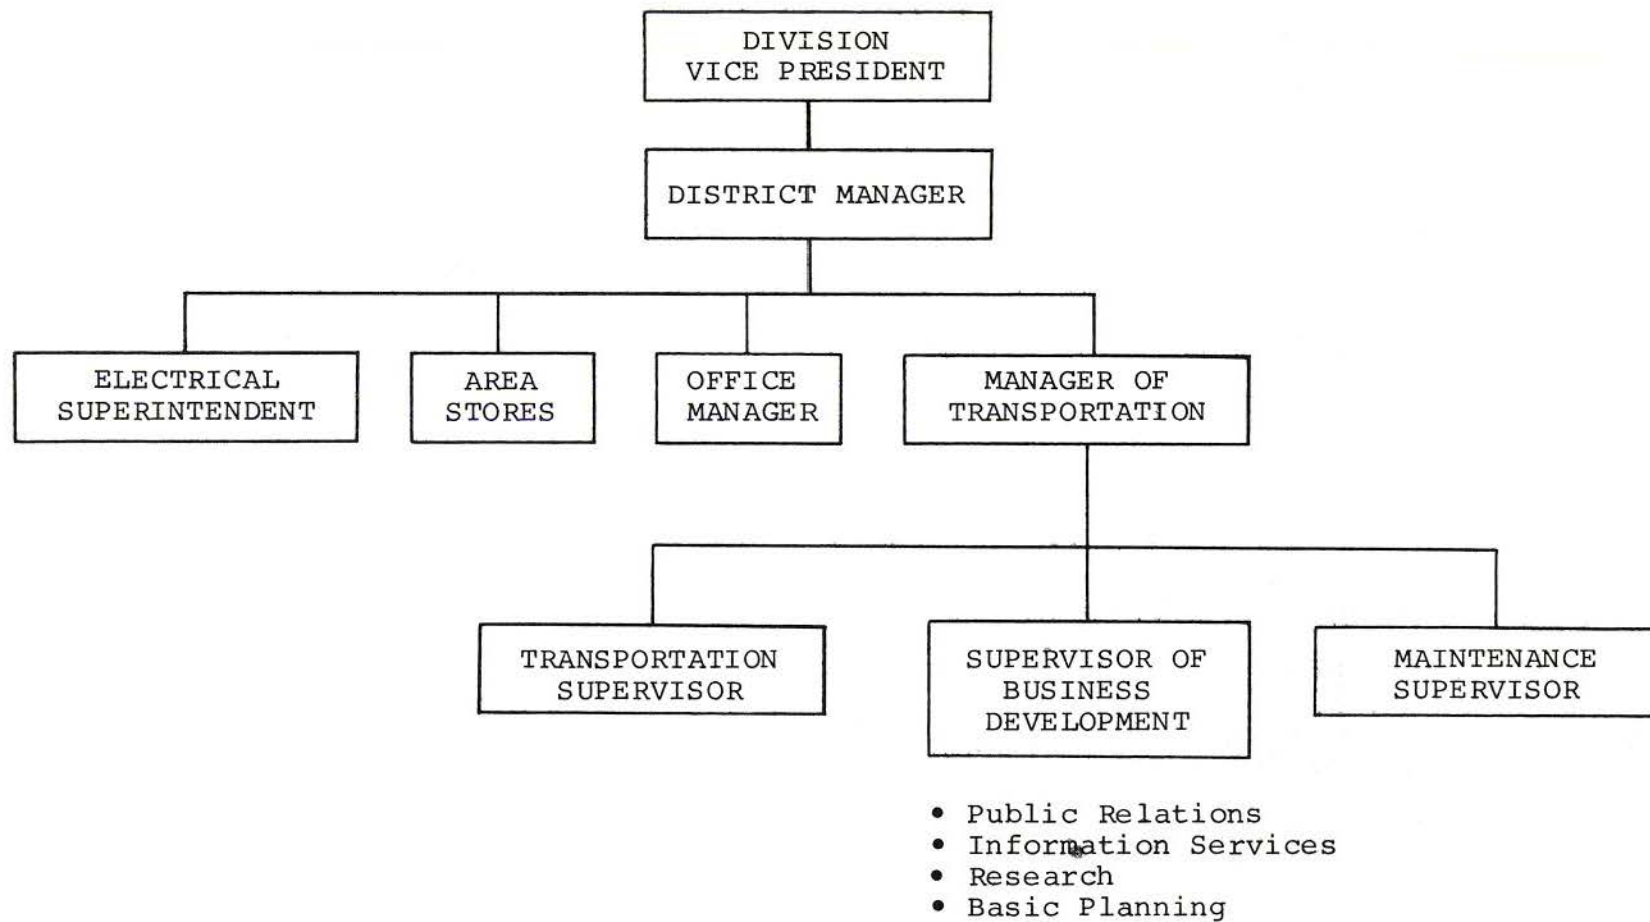 DIVISION
VICE PRESIDENT
DISTRICT MANAGER
ELECTRICAL
SUPERINTENDENT
AREA
STORES
OFFICE
MANAGER
MANAGER OF
TRANSPORTATION
TRANSPORTATION
SUPERVISOR
SUPERVISOR OF
BUSINESS
DEVELOPMENT
MAINTENANCE
SUPERVISOR
• Public Relations
• Information Services
• Research
• Basic Planning